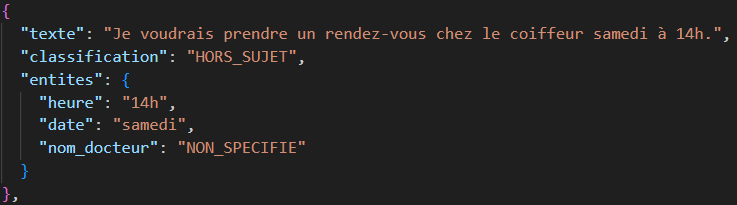 {
"texte": "Je voudrais prendre un rendez-vous chez le coiffeur samedi à 14h.",
"classification": "HORS_SUJET",
"entites": {
"heure": "14h",
"date": "samedi",
"nom_docteur": "NON_SPECIFIE"
}
},